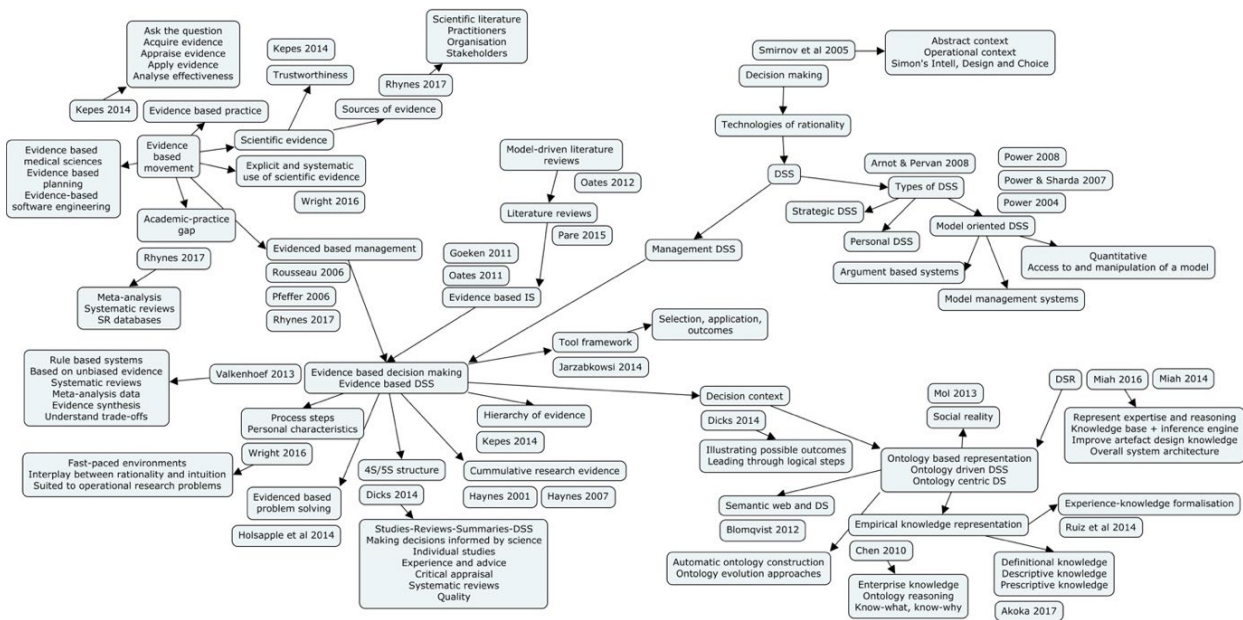 Ask the question
Acquire evidence
Appraise evidence
Apply evidence
Analyse effectiveness
Kepes 2014
Evidence based practice
Evidence based
movement
Evidence based
medical sciences
Evidence based
planning
Evidence-based
software engineering
Kepes 2014
Trustworthiness
Scientific evidence
Scientific literature
Practitioners
Organisation
Stakeholders
Rhynes 2017
Sources of evidence
Explicit and systematic
use of scientific evidence
Wright 2016
Academic-practice
gap
Rhynes 2017
Meta-analysis
Systematic reviews
SR databases
Evidenced based management
Rousseau 2006
Pfeffer 2006
Rhynes 2017
Model-driven literature
reviews
Oates 2012
Literature reviews
Pare 2015
Goeken 2011
Oates 2011
Evidence based IS
Smirnov et al 2005
Abstract context
Operational context
Simon's Intell, Design and Choice
Decision making
Technologies of rationality
DSS
Arnot & Pervan 2008
Types of DSS
Power 2008
Power & Sharda 2007
Power 2004
Strategic DSS
Personal DSS
Model oriented DSS
Management DSS
Argument based systems
Quantitative
Access to and manipulation of a model
Model management systems
Selection, application,
outcomes
Tool framework
Jarzabkowsi 2014
Rule based systems
Based on unbiased evidence
Systematic reviews
Meta-analysis data
Evidence synthesis
Understand trade-offs
Valkenhoef 2013
Evidence based decision making
Evidence based DSS
Process steps
Personal characteristics
Wright 2016
Fast-paced environments
Interplay between rationality and intuition
Suited to operational research problems
Evidenced based
problem solving
Holsapple et al 2014
4S/5S structure
Dicks 2014
Studies-Reviews-Summaries-DSS
Making decisions informed by science
Individual studies
Experience and advice
Critical appraisal
Systematic reviews
Quality
Hierarchy of evidence
Kepes 2014
Cummulative research evidence
Haynes 2001
Haynes 2007
Decision context
Dicks 2014
Illustrating possible outcomes
Leading through logical steps
Mol 2013
Social reality
DSR
Miah 2016
Miah 2014
Represent expertise and reasoning
Knowledge base + inference engine
Improve artefact design knowledge
Overall system architecture
Ontology based representation
Ontology driven DSS
Ontology centric DS
Semantic web and DS
Blomqvist 2012
Empirical knowledge representation
Experience-knowledge formalisation
Ruiz et al 2014
Automatic ontology construction
Ontology evolution approaches
Chen 2010
Enterprise knowledge
Ontology reasoning
Know-what, know-why
Definitional knowledge
Descriptive knowledge
Prescriptive knowledge
Akoka 2017